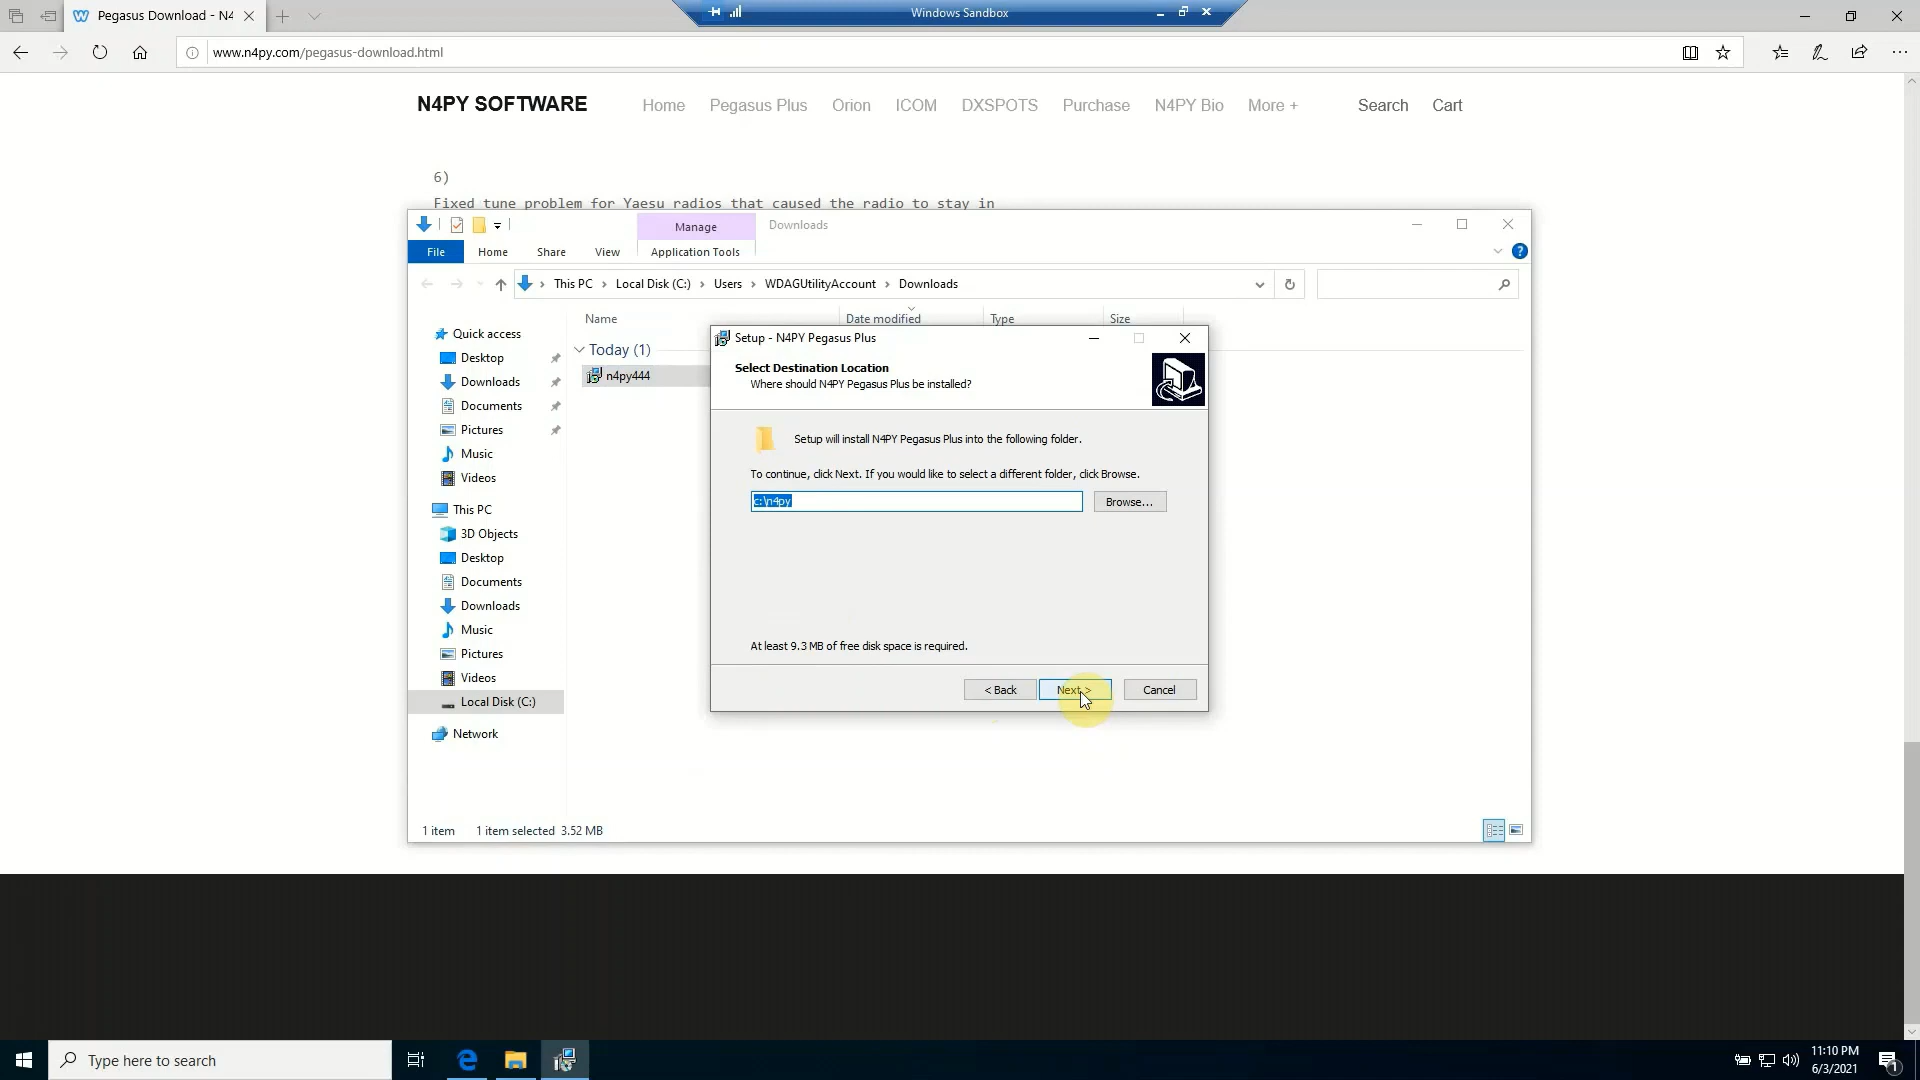 Pegasus Download - N4
Windows Sandbox
www.n4py.com/pegasus-download.html
N4PY SOFTWARE
Home Pegasus Plus Orion ICOM DXSPOTS Purchase N4PY Bio More + Search Cart
6)
Fixed tune problem for Yaesu radios that caused the radio to stay in
Manage Downloads
File Home Share View Application Tools
This PC Local Disk (C:) Users WDAGUtilityAccount Downloads
Name Date modified Type Size
Quick access
Desktop
Downloads
Documents
Pictures
Music
Videos
This PC
3D Objects
Desktop
Documents
Downloads
Music
Pictures
Videos
Local Disk (C:)
Network
Today (1)
n4py444
Setup - N4PY Pegasus Plus
Select Destination Location
Where should N4PY Pegasus Plus be installed?
Setup will install N4PY Pegasus Plus into the following folder.
To continue, click Next. If you would like to select a different folder, click Browse.
c:\n4py Browse...
At least 9.3 MB of free disk space is required.
< Back Next > Cancel
1 item 1 item selected 3.52 MB
Type here to search
11:10 PM
6/3/2021
1